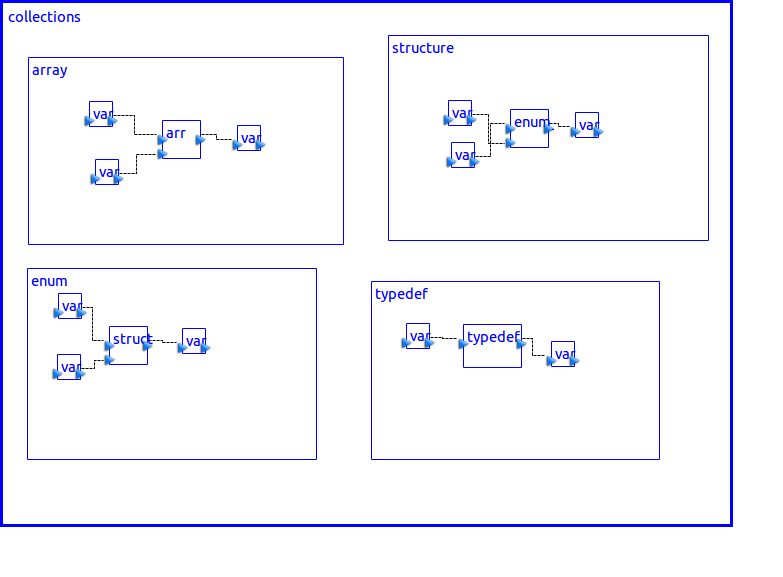 collections
array
var
arr
var
var
structure
var
enum
var
var
enum
var
struct
var
var
typedef
var
typedef
var